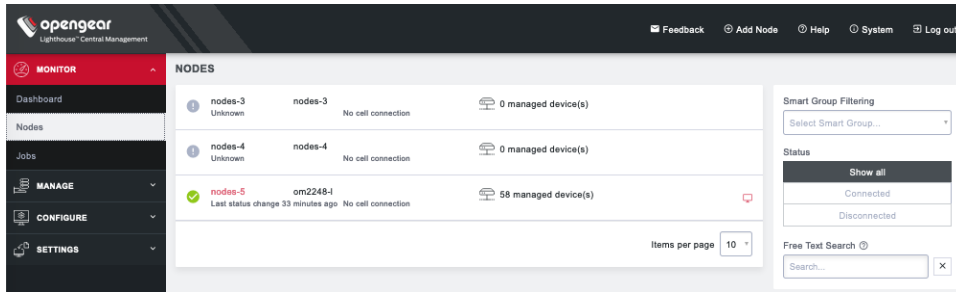 opengear
Lighthouse™ Central Management
Feedback
Add Node
Help
System
Log out
MONITOR
Dashboard
Nodes
Jobs
MANAGE
CONFIGURE
SETTINGS
NODES
nodes-3 nodes-3 0 managed device(s)
Unknown No cell connection
nodes-4 nodes-4 0 managed device(s)
Unknown No cell connection
nodes-5 om2248-l 58 managed device(s)
Last status change 33 minutes ago No cell connection
Items per page 10
Smart Group Filtering
Select Smart Group...
Status
Show all
Connected
Disconnected
Free Text Search
Search...